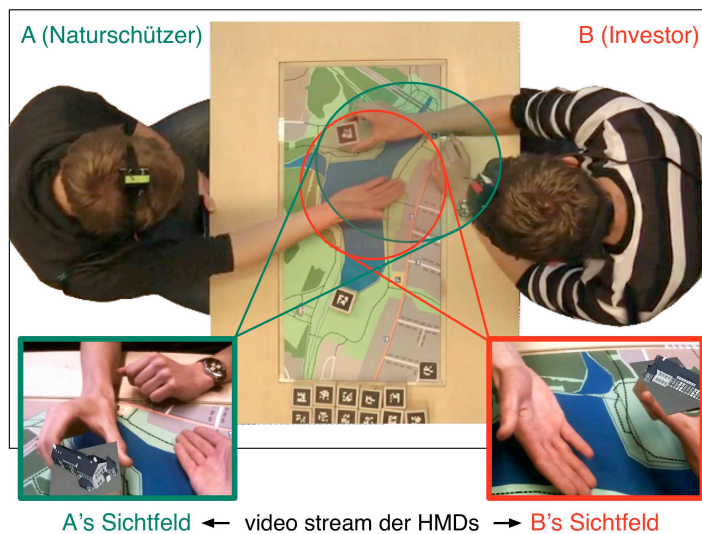 A (Naturschützer)
B (Investor)
A's Sichtfeld
video stream der HMDs
B's Sichtfeld